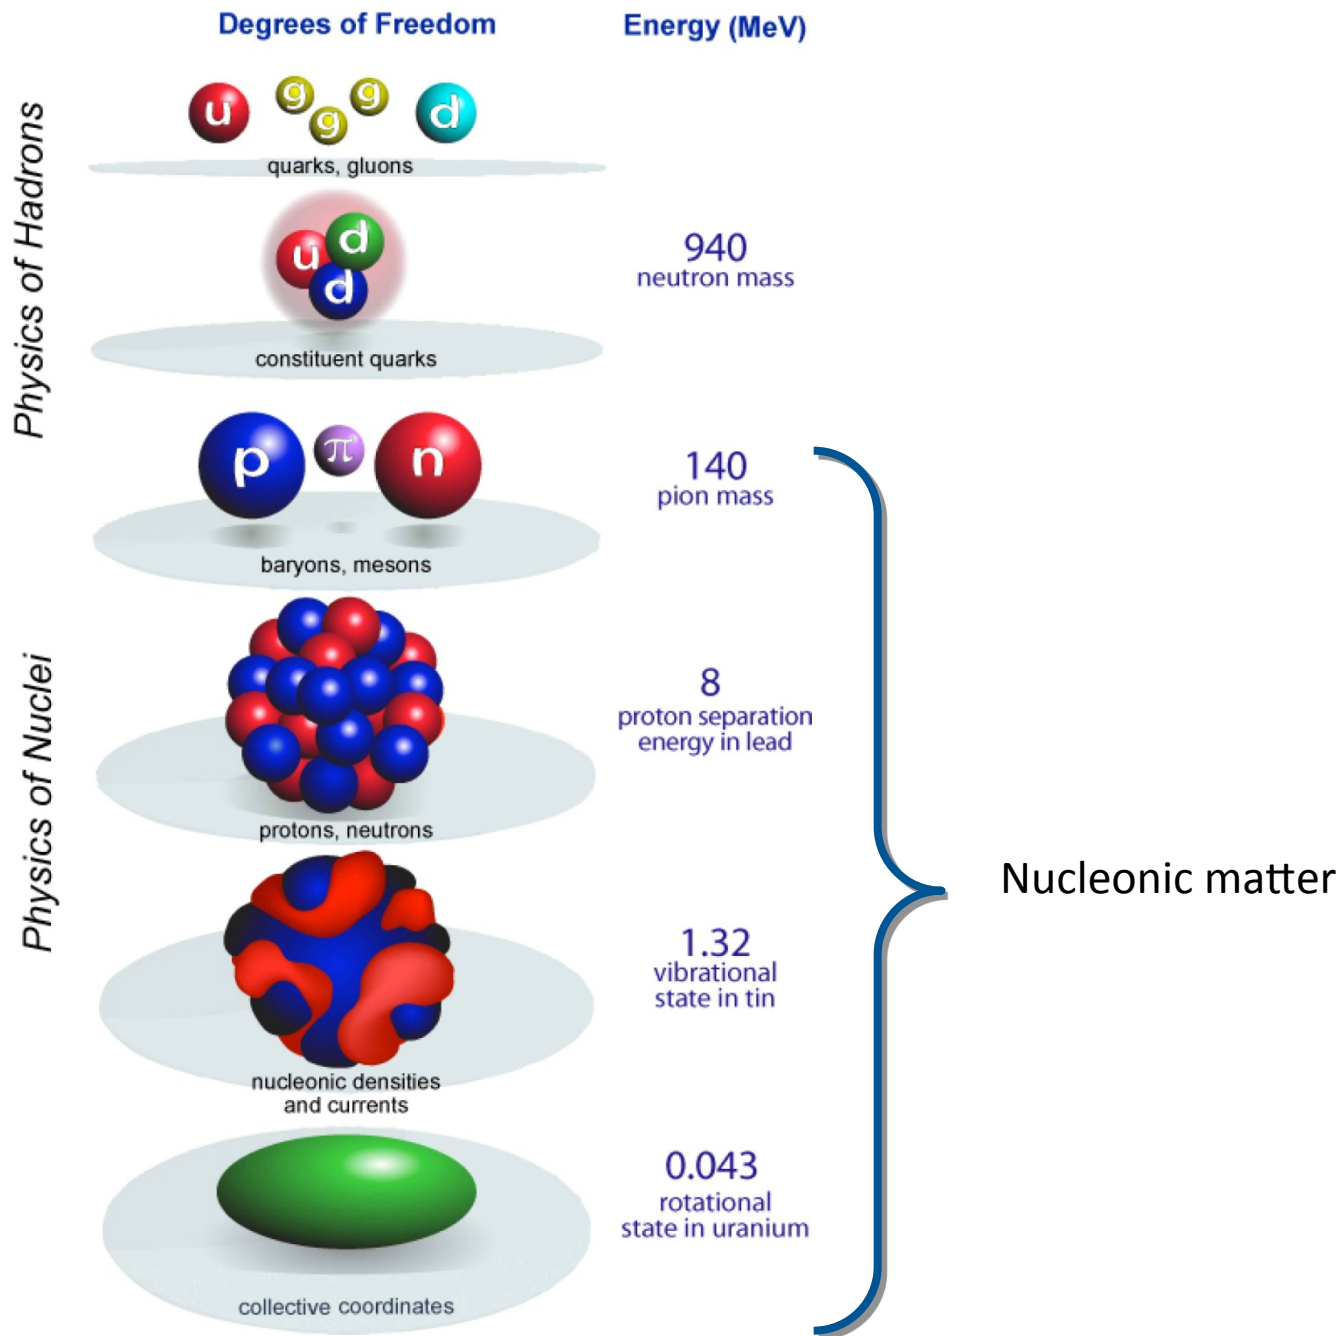 Degrees of Freedom
Energy (MeV)
Physics of Hadrons
u
g
g
g
d
quarks, gluons
u
d
d
constituent quarks
940
neutron mass
p
π
n
baryons, mesons
140
pion mass
Physics of Nuclei
protons, neutrons
8
proton separation
energy in lead
nucleonic densities
and currents
1.32
vibrational
state in tin
collective coordinates
0.043
rotational
state in uranium
Nucleonic matter